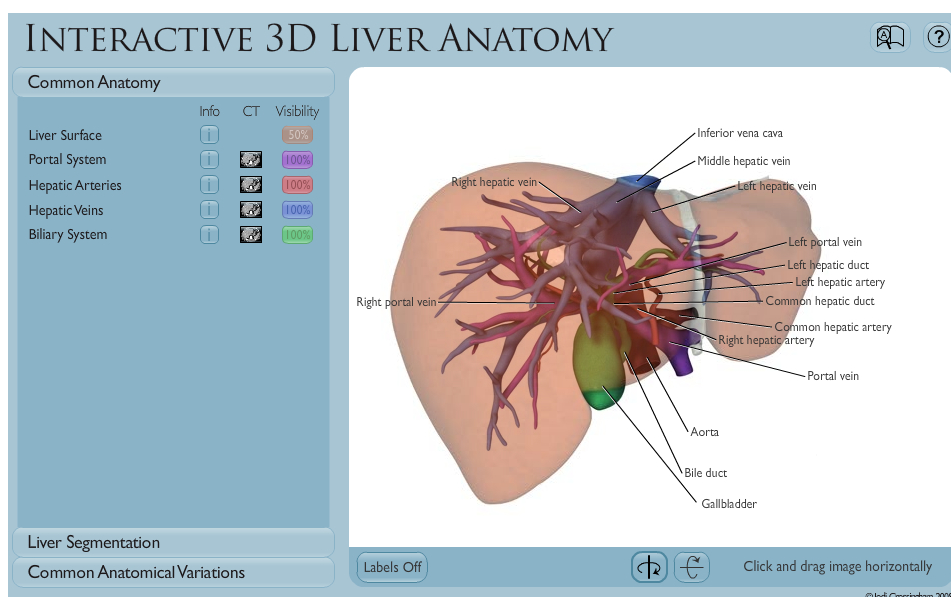 INTERACTIVE 3D LIVER ANATOMY
Common Anatomy
Info CT Visibility
Liver Surface i 50%
Portal System i 100%
Hepatic Arteries i 100%
Hepatic Veins i 100%
Biliary System i 100%
Liver Segmentation
Common Anatomical Variations
A
?
Inferior vena cava
Middle hepatic vein
Right hepatic vein
Left hepatic vein
Left portal vein
Left hepatic duct
Left hepatic artery
Right portal vein
Common hepatic duct
Common hepatic artery
Right hepatic artery
Portal vein
Aorta
Bile duct
Gallbladder
Labels Off
Click and drag image horizontally